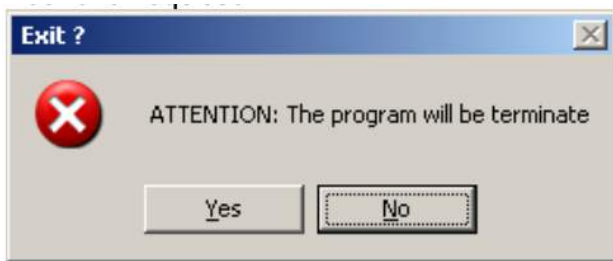 Exit ?
ATTENTION: The program will be terminate
Yes
No